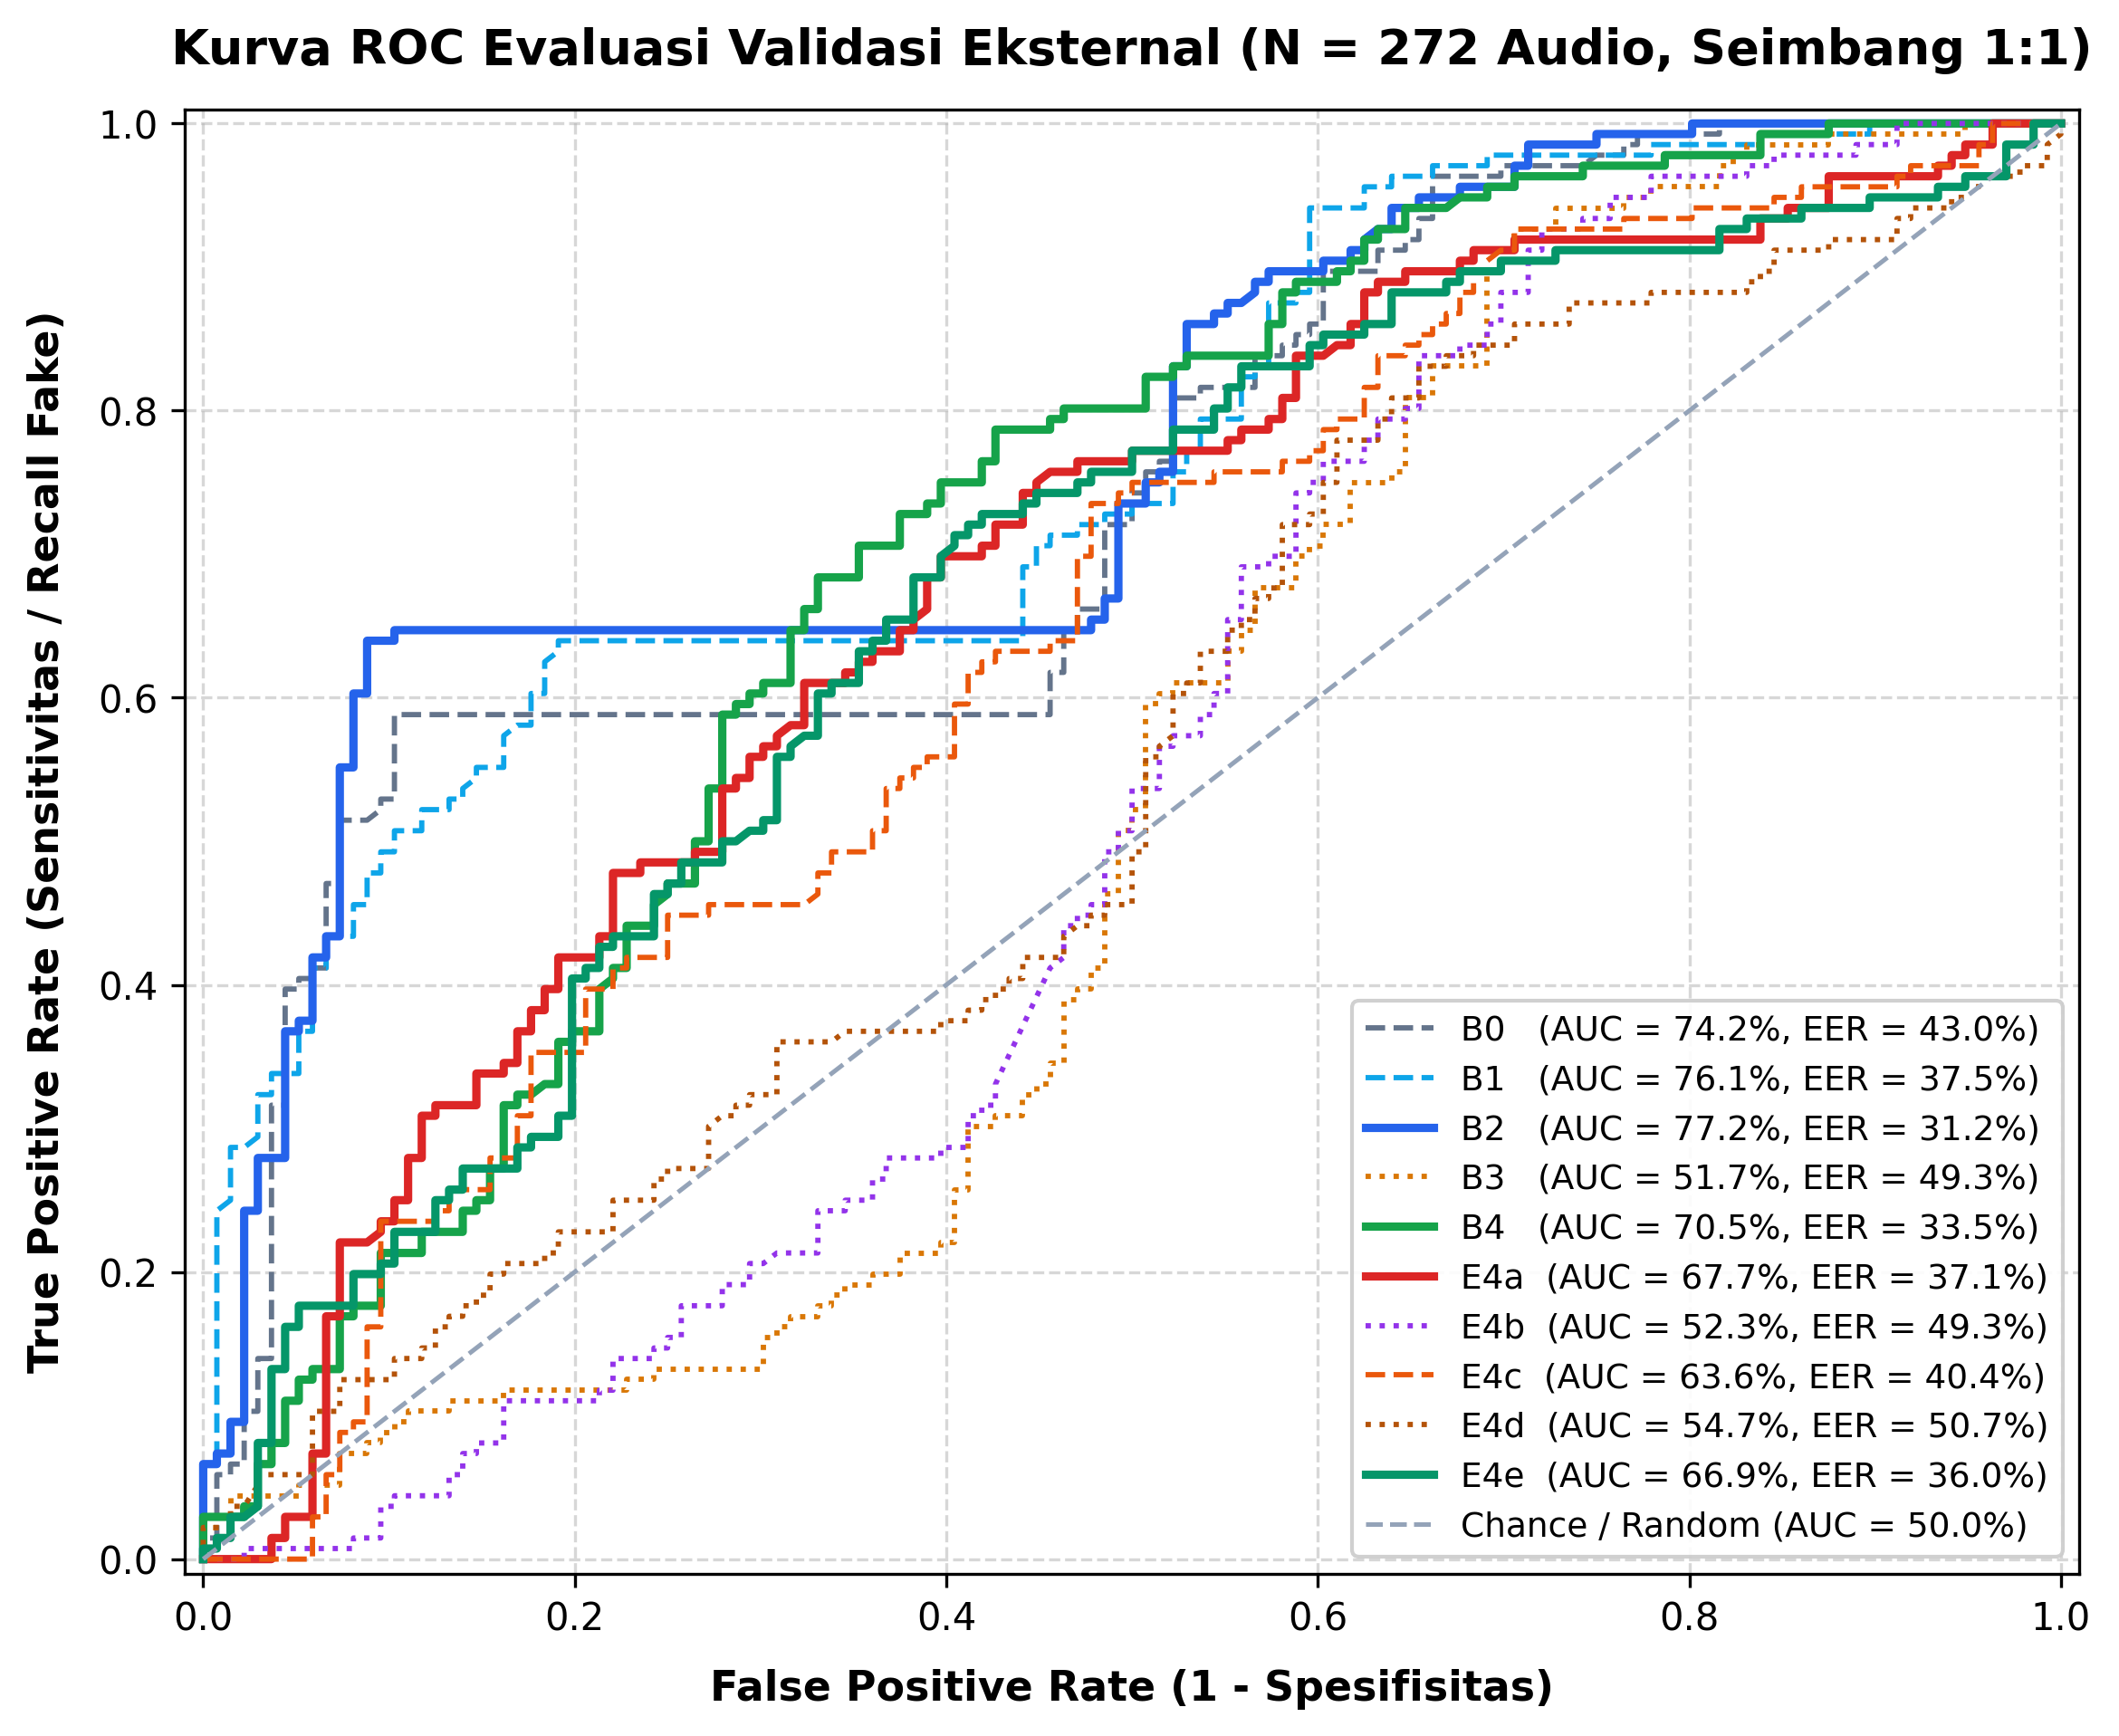 Kurva ROC Evaluasi Validasi Eksternal (N = 272 Audio, Seimbang 1:1)
True Positive Rate (Sensitivitas / Recall Fake)
1.0
0.8
0.6
0.4
0.2
0.0
B0 (AUC = 74.2%, EER = 43.0%)
B1 (AUC = 76.1%, EER = 37.5%)
B2 (AUC = 77.2%, EER = 31.2%)
B3 (AUC = 51.7%, EER = 49.3%)
B4 (AUC = 70.5%, EER = 33.5%)
E4a (AUC = 67.7%, EER = 37.1%)
E4b (AUC = 52.3%, EER = 49.3%)
E4c (AUC = 63.6%, EER = 40.4%)
E4d (AUC = 54.7%, EER = 50.7%)
E4e (AUC = 66.9%, EER = 36.0%)
Chance / Random (AUC = 50.0%)
0.0 0.2 0.4 0.6 0.8 1.0
False Positive Rate (1 - Spesifisitas)